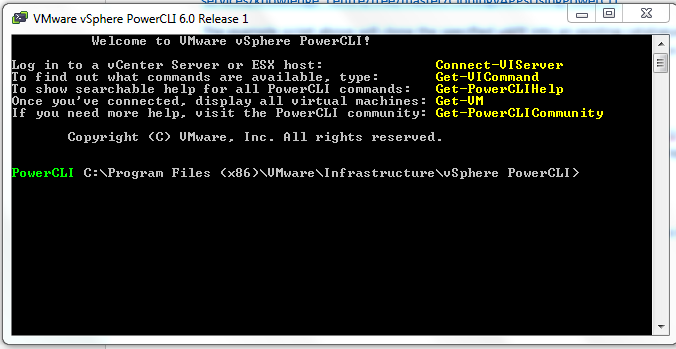 VMware vSphere PowerCLI 6.0 Release 1
Welcome to VMware vSphere PowerCLI!
Log in to a vCenter Server or ESX host: Connect-VIServer
To find out what commands are available, type: Get-VICommand
To show searchable help for all PowerCLI commands: Get-PowerCLIHelp
Once you've connected, display all virtual machines: Get-VM
If you need more help, visit the PowerCLI community: Get-PowerCLICommunity
Copyright (C) VMware, Inc. All rights reserved.
PowerCLI C:\Program Files (x86)\VMware\Infrastructure\vSphere PowerCLI>